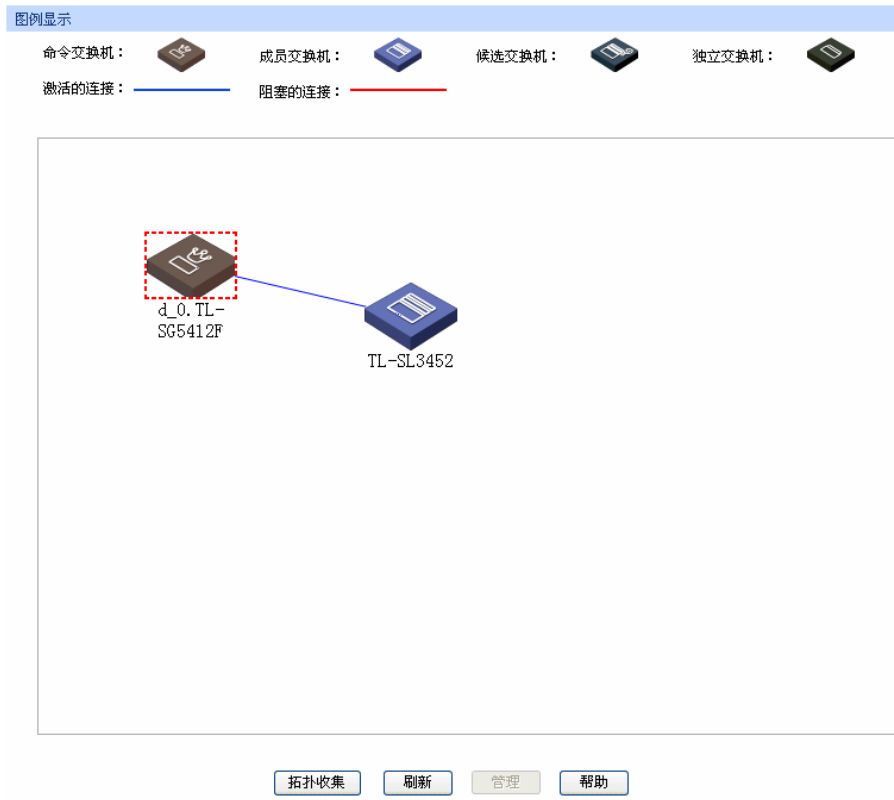 图例显示
命令交换机： 成员交换机： 候选交换机： 独立交换机：
激活的连接： 阻塞的连接：
d_0.TL-
SG5412F
TL-SL3452
拓扑收集 刷新 管理 帮助